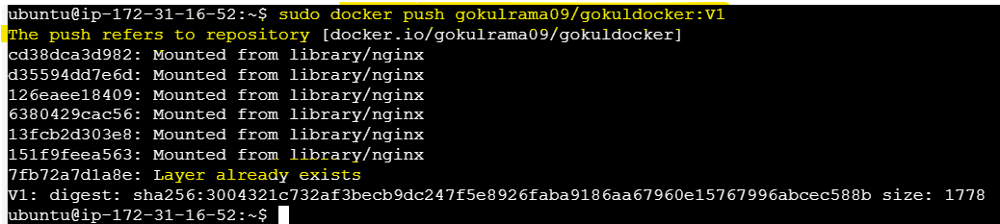 ubuntu@ip-172-31-16-52:~$ sudo docker push gokulrama09/gokuldocker:V1
The push refers to repository [docker.io/gokulrama09/gokuldocker]
cd38dca3d982: Mounted from library/nginx
d35594dd7e6d: Mounted from library/nginx
126eaee18409: Mounted from library/nginx
6380429cac56: Mounted from library/nginx
13fcb2d303e8: Mounted from library/nginx
151f9feea563: Mounted from library/nginx
7fb72a7d1a8e: Layer already exists
V1: digest: sha256:3004321c732af3becb9dc247f5e8926faba9186aa67960e15767996abcec588b size: 1778
ubuntu@ip-172-31-16-52:~$